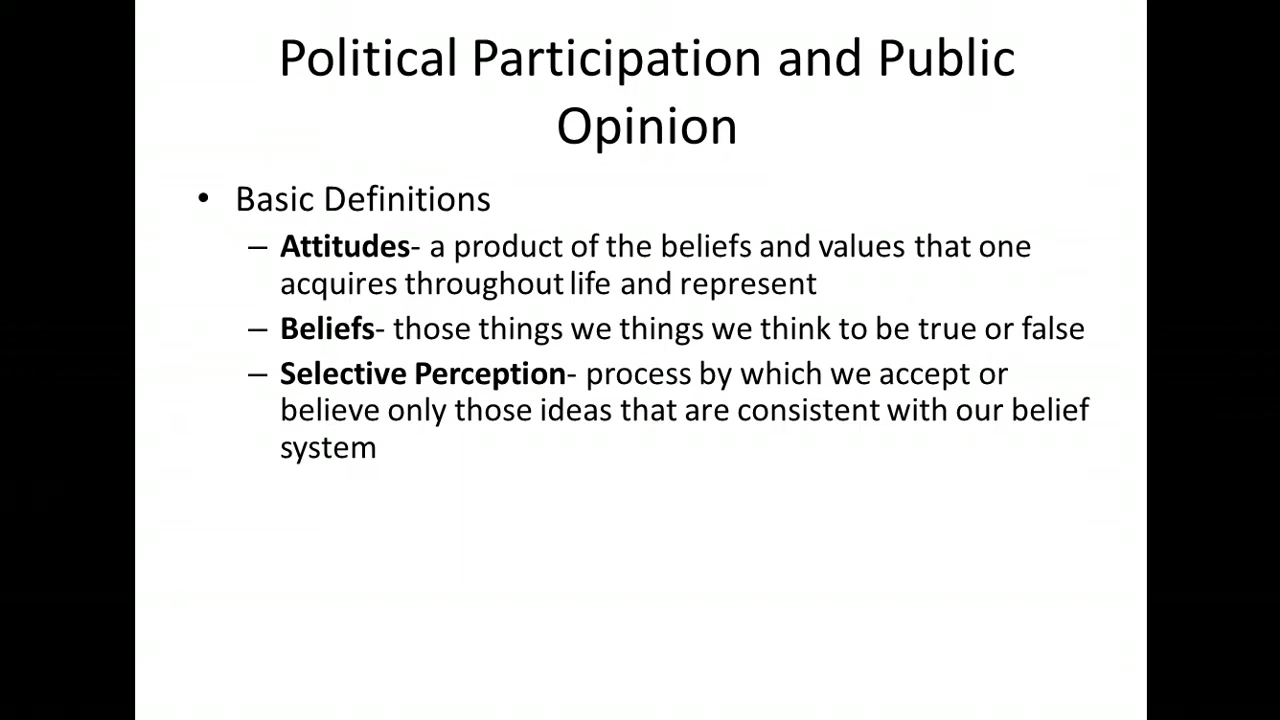 Political Participation and Public
Opinion
• Basic Definitions
– Attitudes- a product of the beliefs and values that one
acquires throughout life and represent
– Beliefs- those things we things we think to be true or false
– Selective Perception- process by which we accept or
believe only those ideas that are consistent with our belief
system